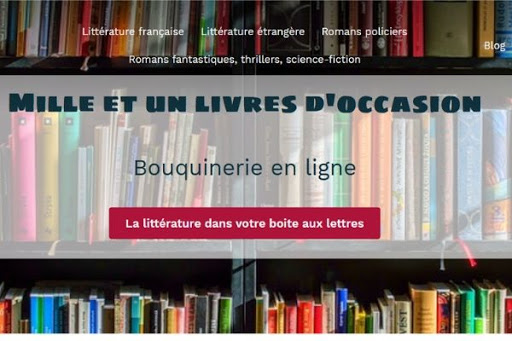 Littérature française Littérature étrangère Romans policiers
Blog
Romans fantastiques, thrillers, science-fiction
Mille et un livres d'occasion
Bouquinerie en ligne
La littérature dans votre boite aux lettres